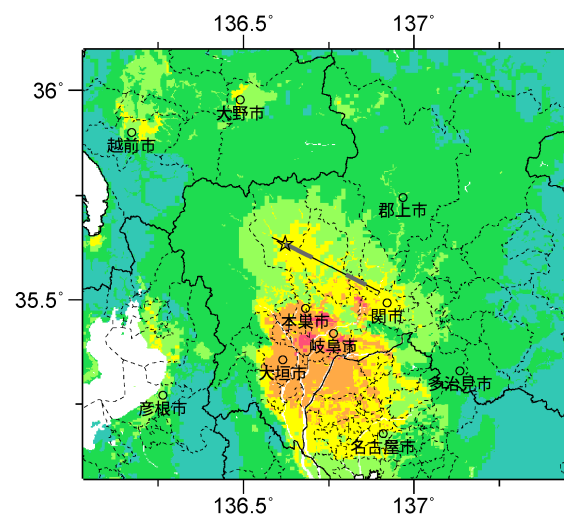 136.5° 137°
36°
大野市
越前市
郡上市
35.5°
本巣市
関市
岐阜市
大垣市
多治見市
彦根市
名古屋市
136.5° 137°